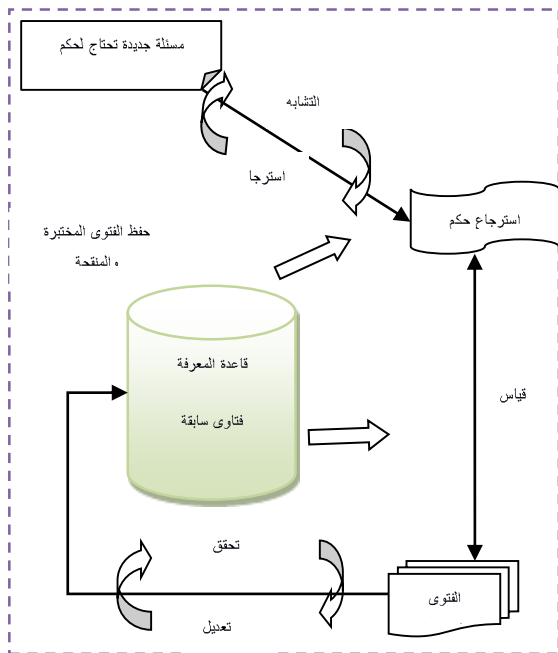 مسئلة جديدة تحتاج لحكم
التشابه
استرجا
استرجاع حكم
حفظ الفتوى المختبرة
و المنقحة
قاعدة المعرفة
فتاوى سابقة
قياس
تحقق
الفتوى
تعديل